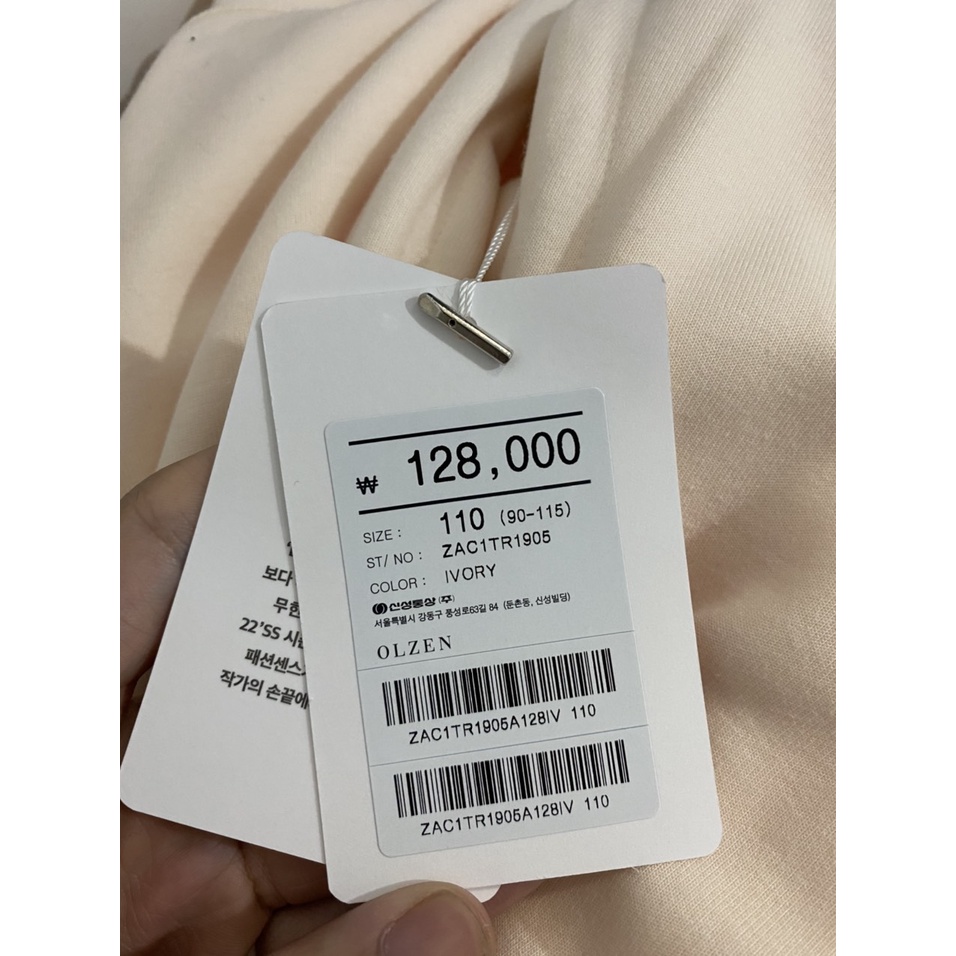 ₩ 128,000
SIZE : 110 (90-115)
ST/ NO : ZAC1TR1905
COLOR : IVORY
신성통상 (주)
서울특별시 강동구 풍성로63길 84 (둔촌동, 신성빌딩)
OLZEN
ZAC1TR1905A128IV 110
ZAC1TR1905A128IV 110
보다
무한
22'SS 시즌
패션센스
작가의 손끝에